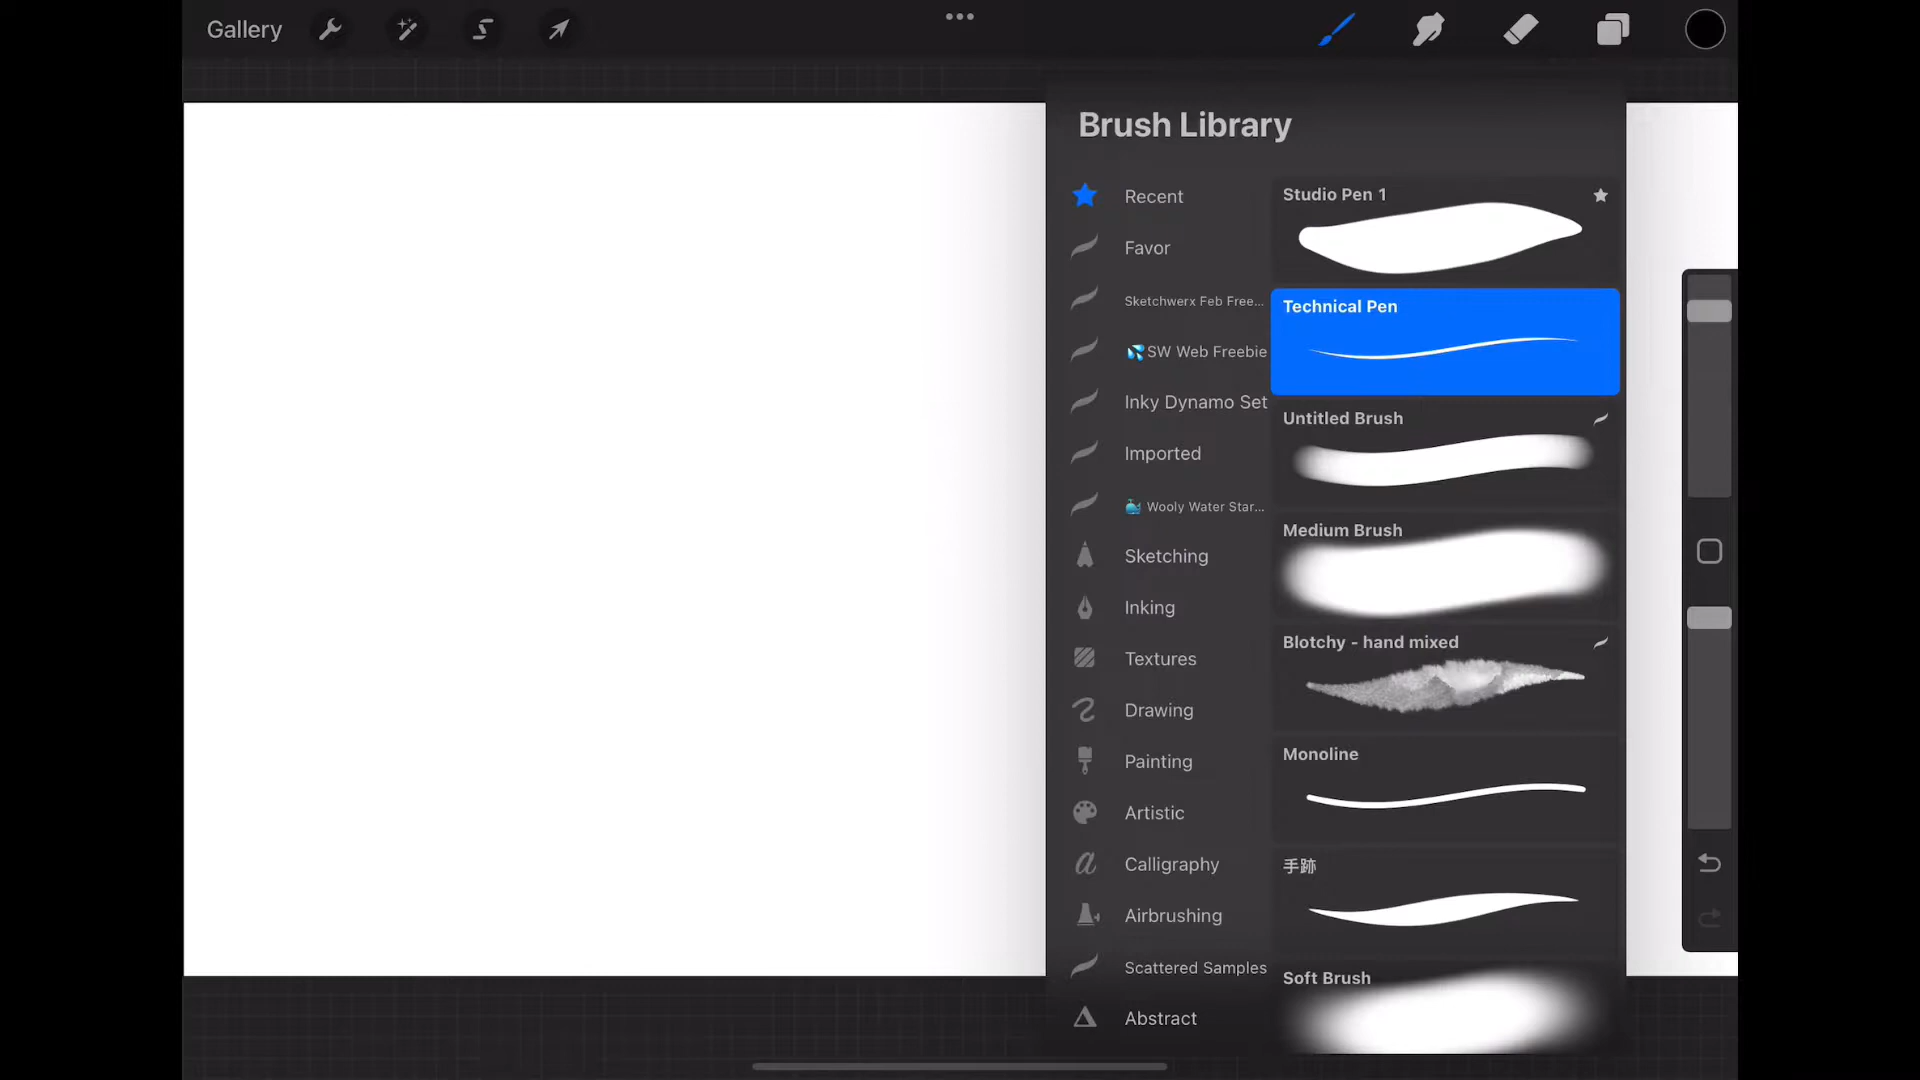 Gallery
Brush Library
Recent
Favor
Sketchwerx Feb Free...
💦SW Web Freebie
Inky Dynamo Set
Imported
🐳 Wooly Water Star...
Sketching
Inking
Textures
Drawing
Painting
Artistic
Calligraphy
Airbrushing
Scattered Samples
Abstract
Studio Pen 1
Technical Pen
Untitled Brush
Medium Brush
Blotchy - hand mixed
Monoline
手跡
Soft Brush